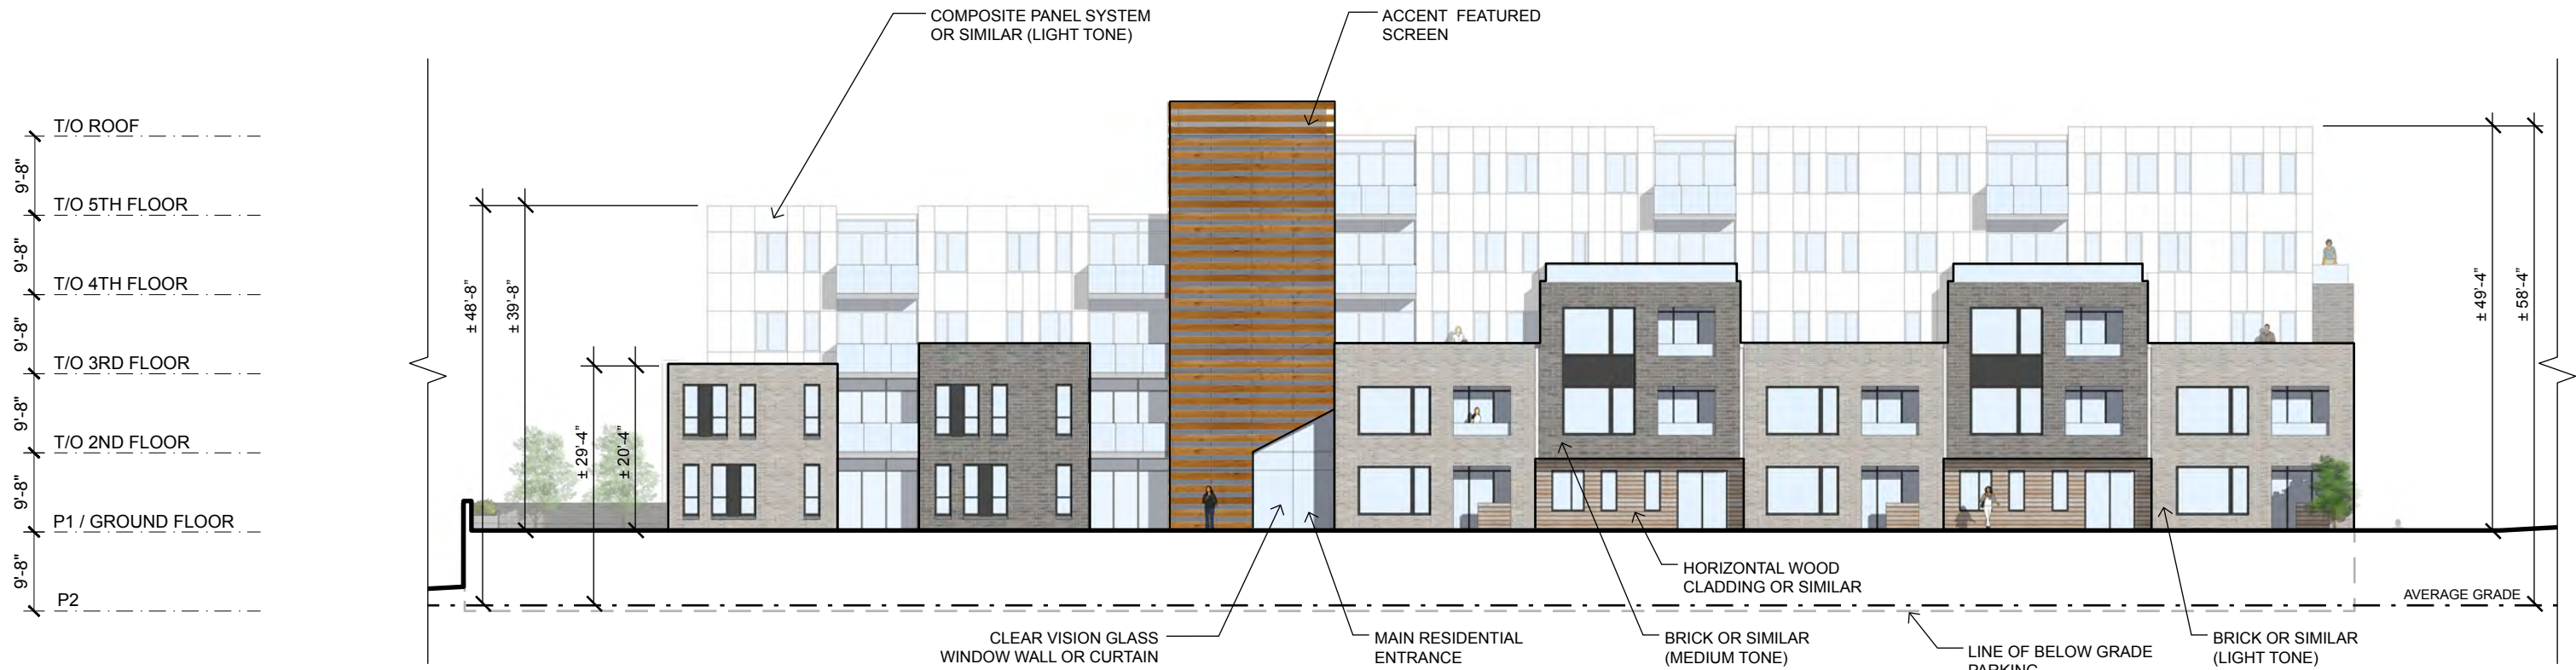 COMPOSITE PANEL SYSTEM
OR SIMILAR (LIGHT TONE)
ACCENT FEATURED
SCREEN
T/O ROOF
9'-8"
T/O 5TH FLOOR
9'-8"
T/O 4TH FLOOR
9'-8"
T/O 3RD FLOOR
9'-8"
T/O 2ND FLOOR
9'-8"
P1 / GROUND FLOOR
9'-8"
P2
± 48'-8"
± 39'-8"
± 29'-4"
± 20'-4"
± 49'-4"
± 58'-4"
HORIZONTAL WOOD
CLADDING OR SIMILAR
AVERAGE GRADE
CLEAR VISION GLASS
WINDOW WALL OR CURTAIN
MAIN RESIDENTIAL
ENTRANCE
BRICK OR SIMILAR
(MEDIUM TONE)
LINE OF BELOW GRADE
PARKING
BRICK OR SIMILAR
(LIGHT TONE)